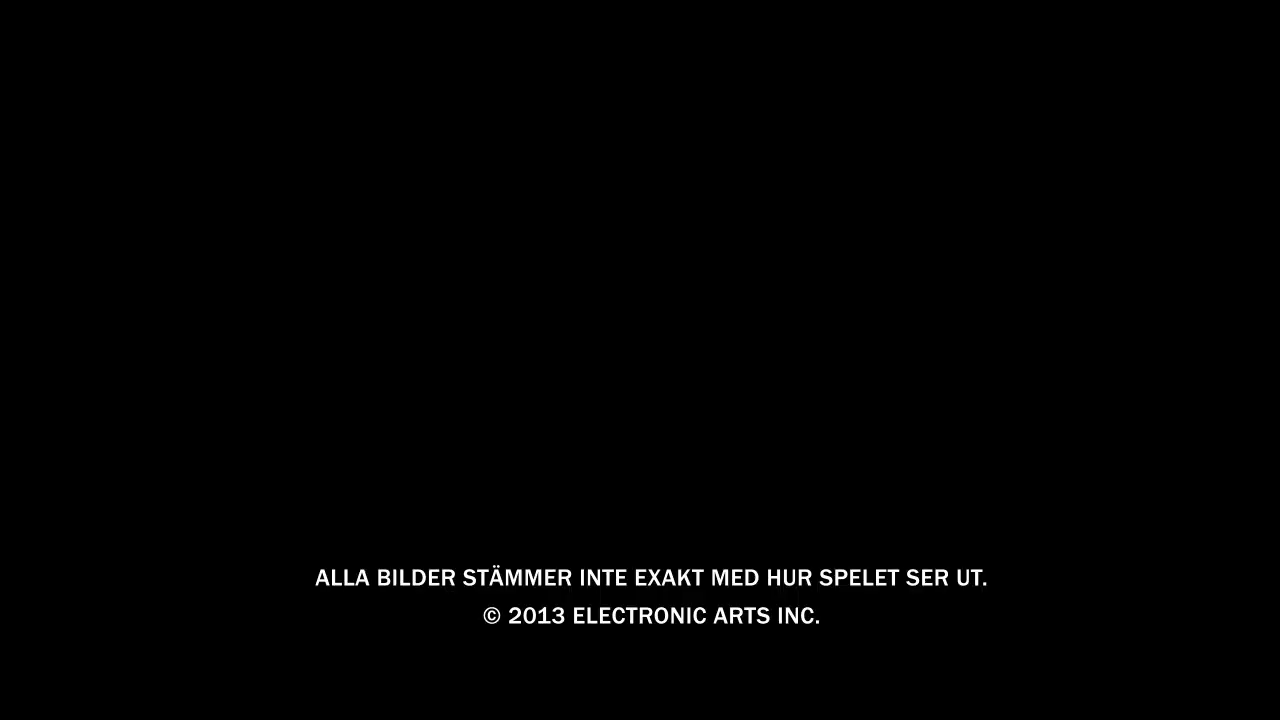 ALLA BILDER STÄMMER INTE EXAKT MED HUR SPELET SER UT.
© 2013 ELECTRONIC ARTS INC.